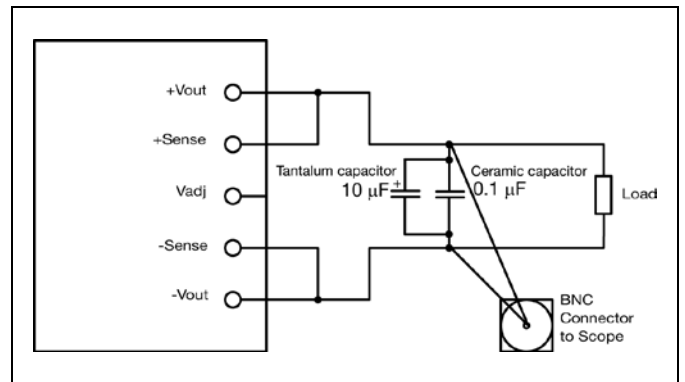 +Vout
+Sense
Vadj
-Sense
-Vout
Tantalum capacitor
10 µF
+
Ceramic capacitor
0.1 µF
Load
BNC
Connector
to Scope